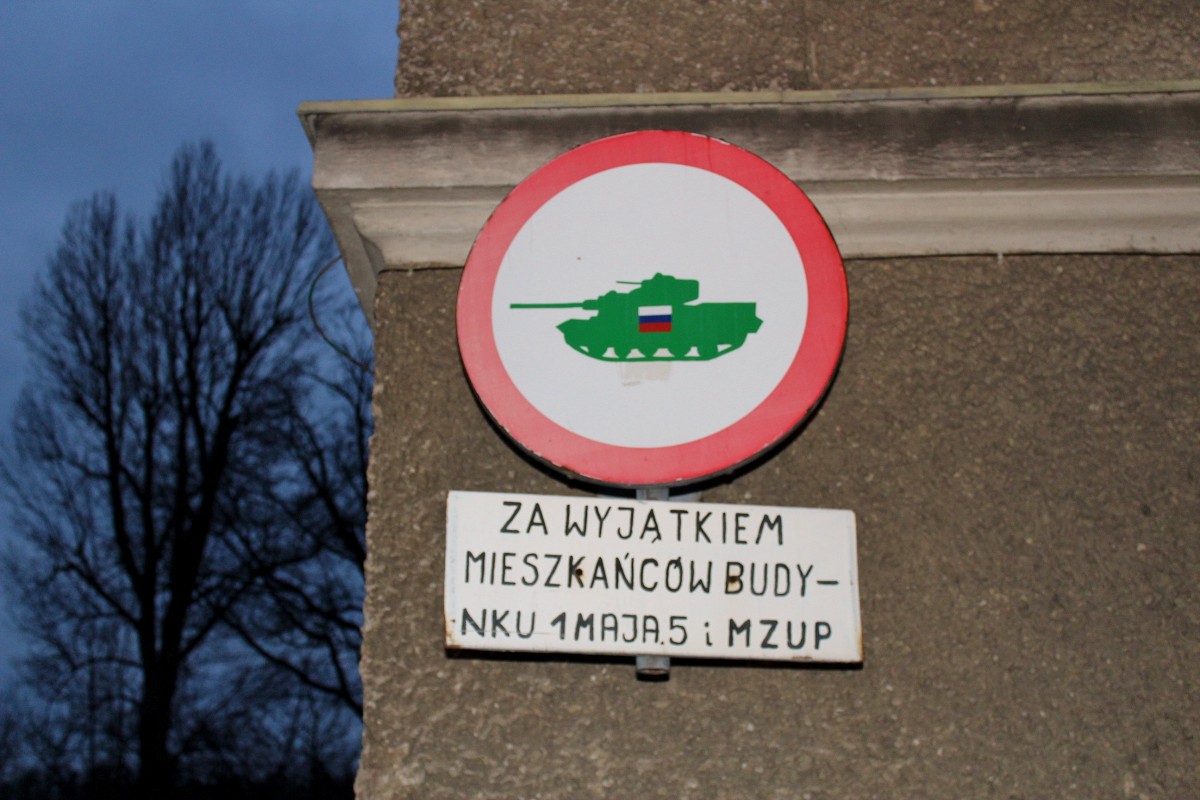 ZA WYJĄTKIEM
MIESZKAŃCÓW BUDY-
NKU 1 MAJA.5 i MZUP